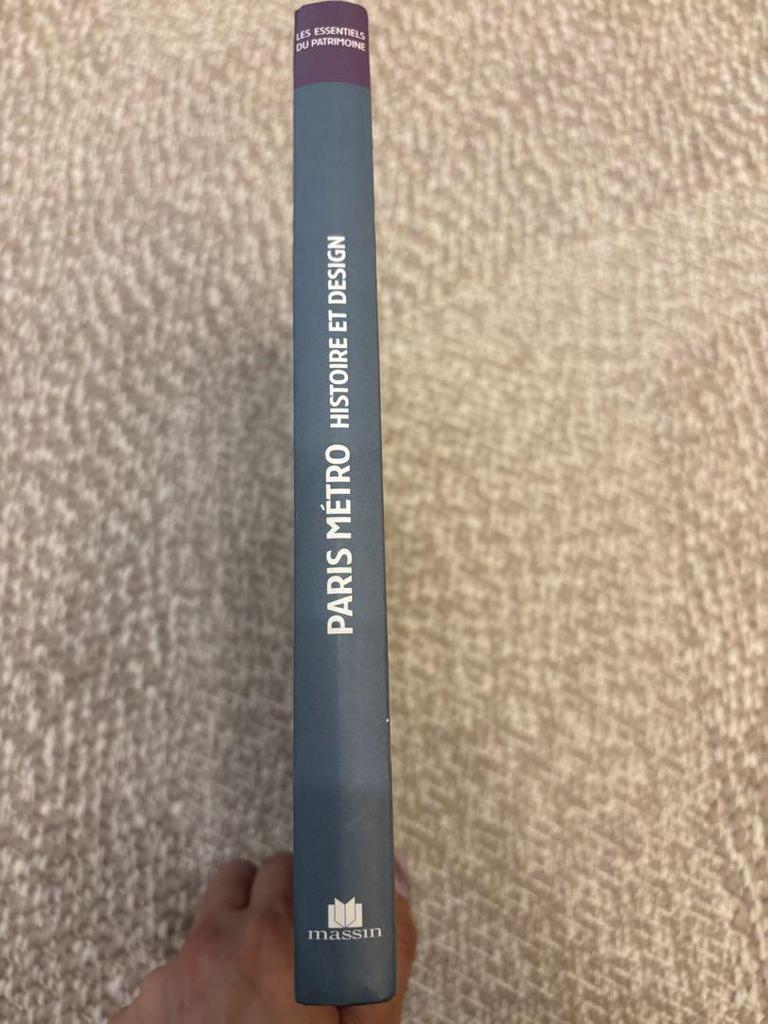 LES ESSENTIELS
DU PATRIMOINE
PARIS MÉTRO HISTOIRE ET DESIGN
massin